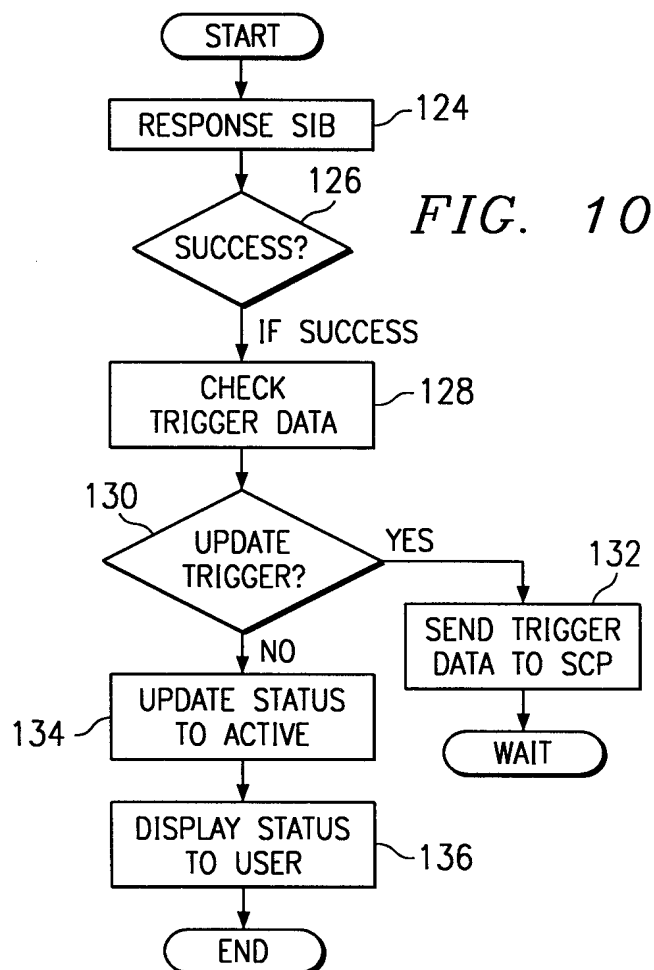 START
RESPONSE SIB
124
126
FIG. 10
SUCCESS?
IF SUCCESS
CHECK
TRIGGER DATA
128
130
UPDATE
TRIGGER?
YES
132
SEND TRIGGER
DATA TO SCP
WAIT
NO
134
UPDATE STATUS
TO ACTIVE
DISPLAY STATUS
TO USER
136
END